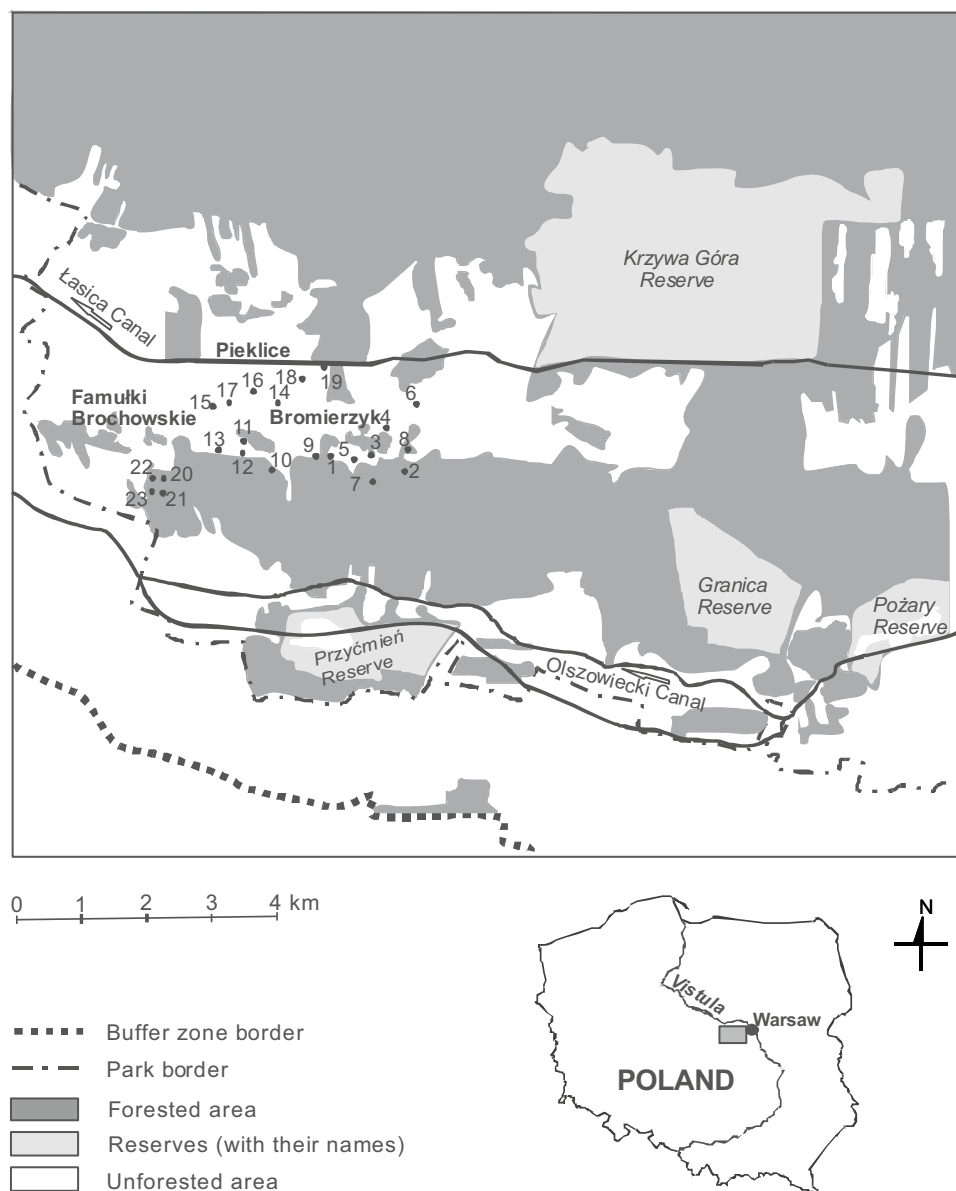 Krzywa Góra
Reserve
Łasica Canal
Pieklice
18
19
16
14
17
15
6
Famułki
Brochowskie
Bromierzyk
4
11
13
9
5
3
8
12
10
1
2
22
20
7
23
21
Granica
Reserve
Pożary
Reserve
Przyćmień
Reserve
Olszowiecki Canal
0 1 2 3 4 km
N
Vistula
Warsaw
POLAND
Buffer zone border
Park border
Forested area
Reserves (with their names)
Unforested area